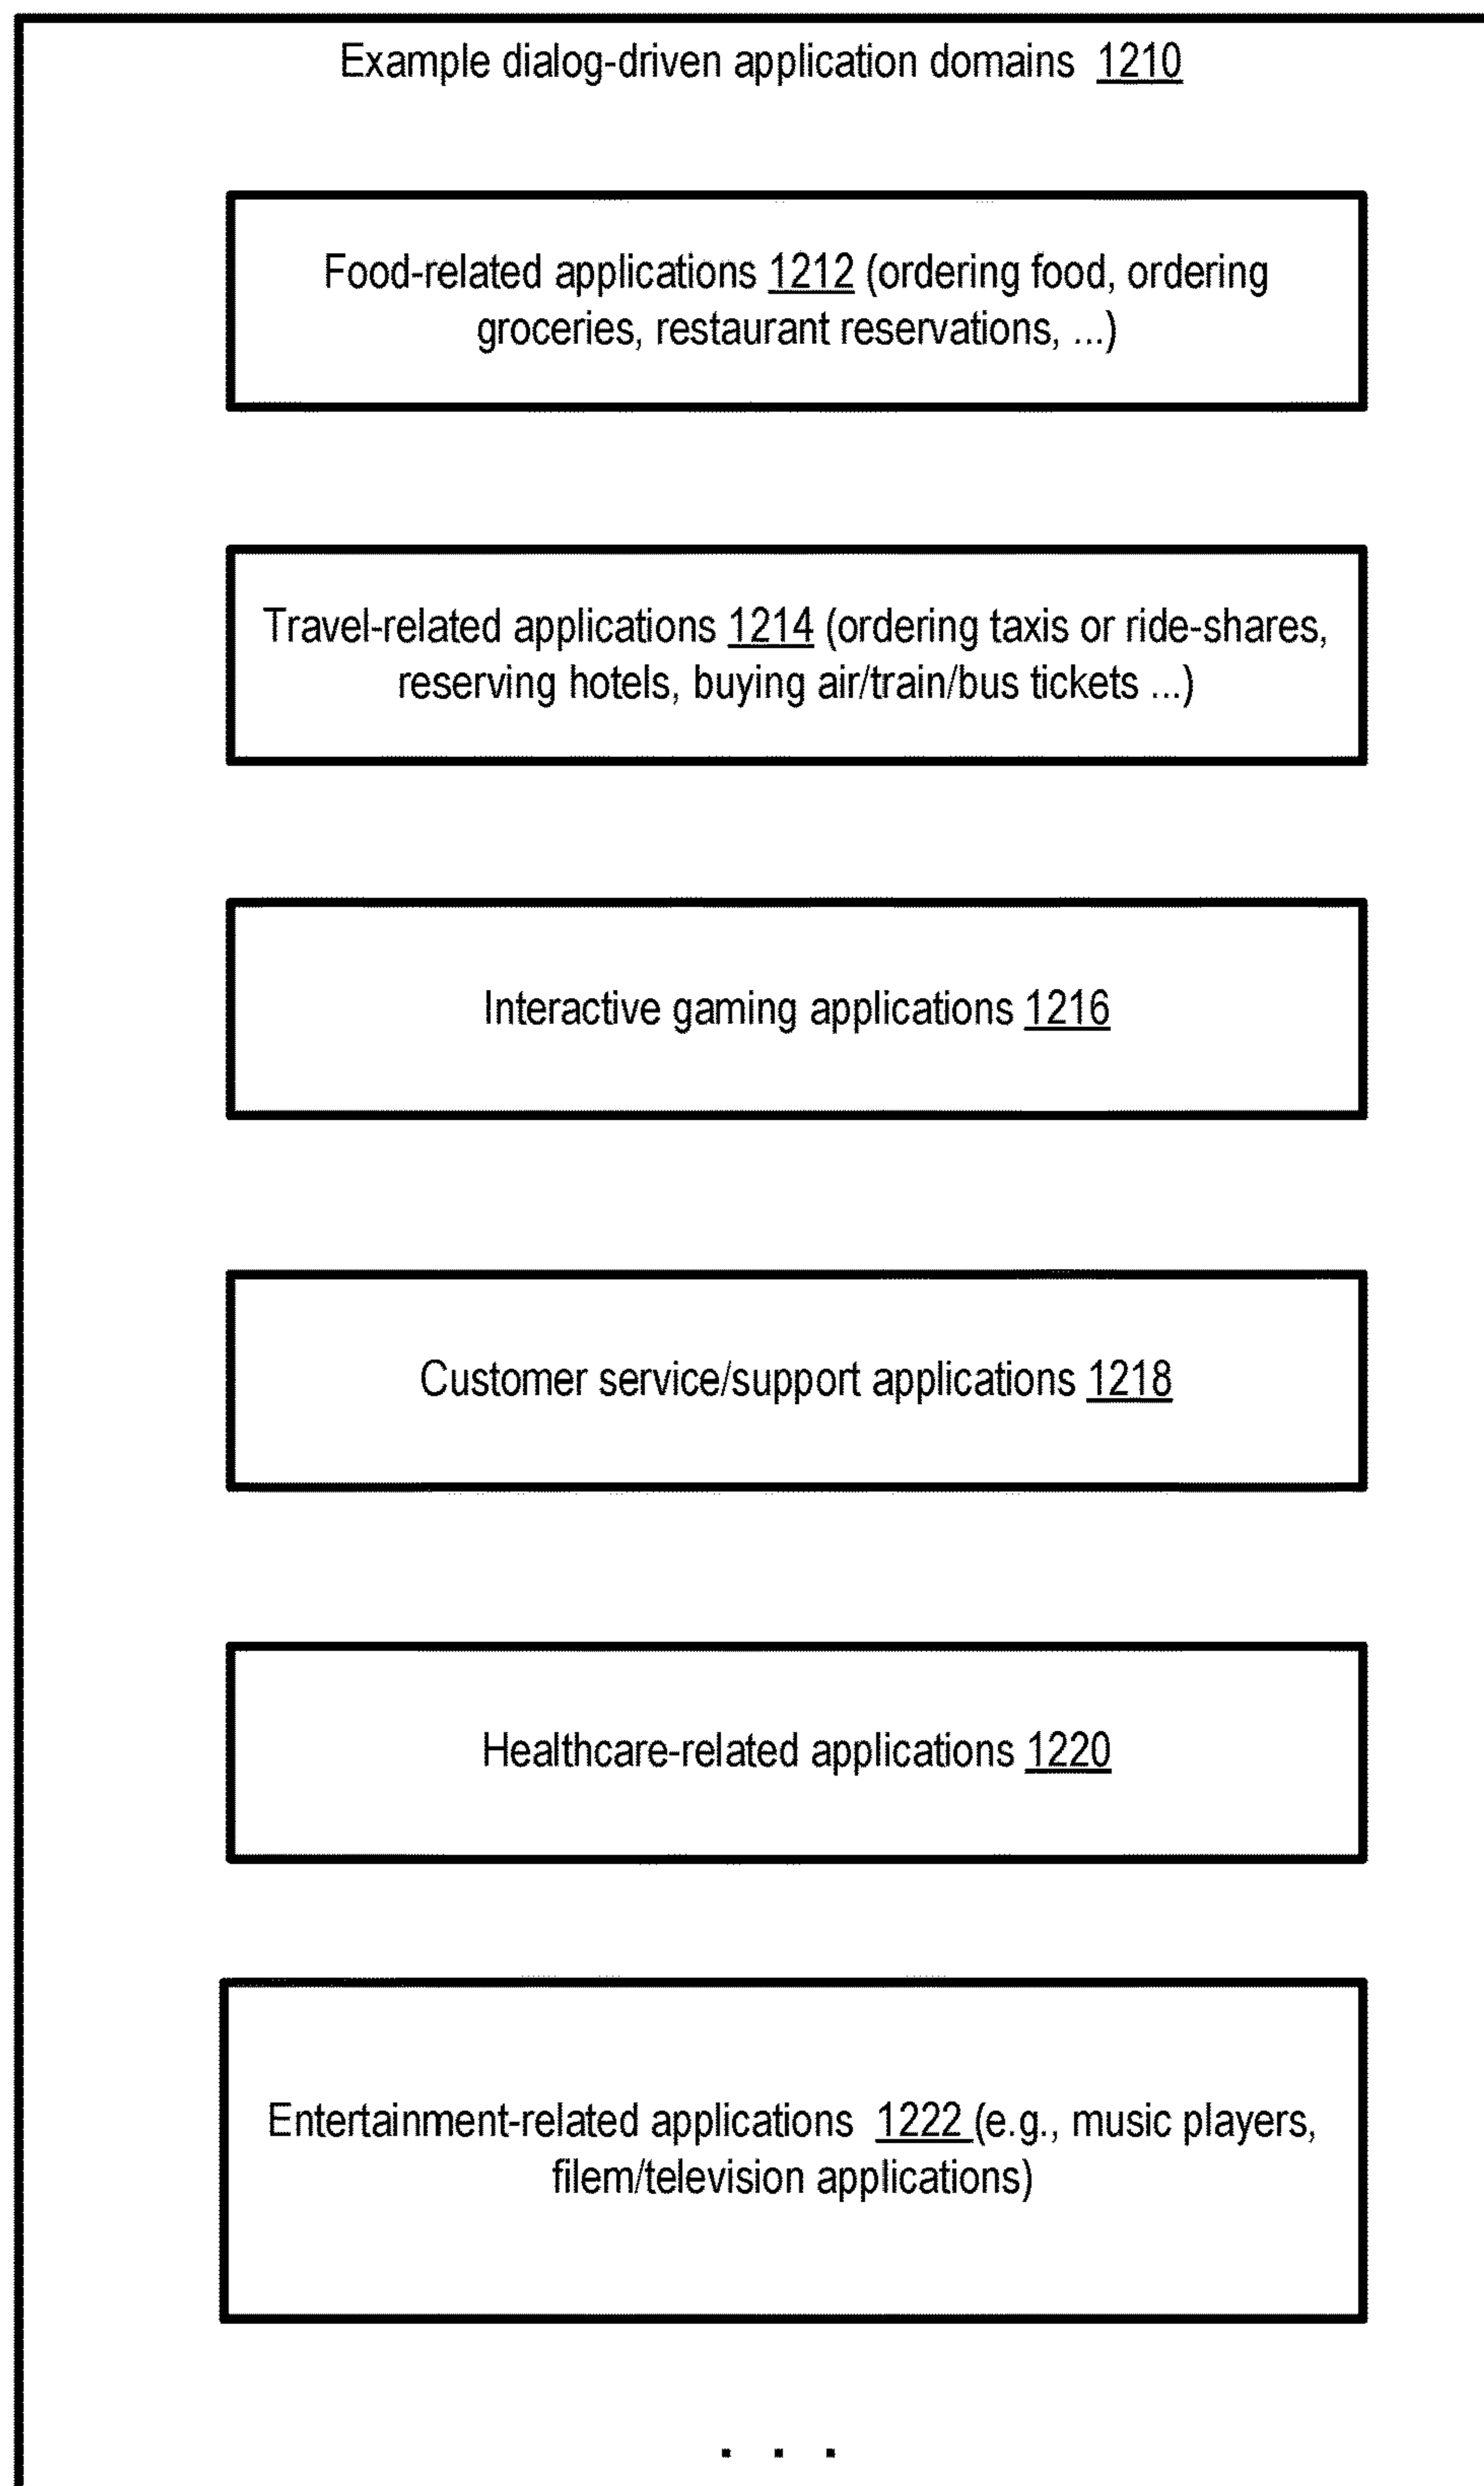 Example dialog-driven application domains 1210
Food-related applications 1212 (ordering food, ordering
groceries, restaurant reservations, ...)
Travel-related applications 1214 (ordering taxis or ride-shares,
reserving hotels, buying air/train/bus tickets ...)
Interactive gaming applications 1216
Customer service/support applications 1218
Healthcare-related applications 1220
Entertainment-related applications 1222 (e.g., music players,
filem/television applications)
. . .